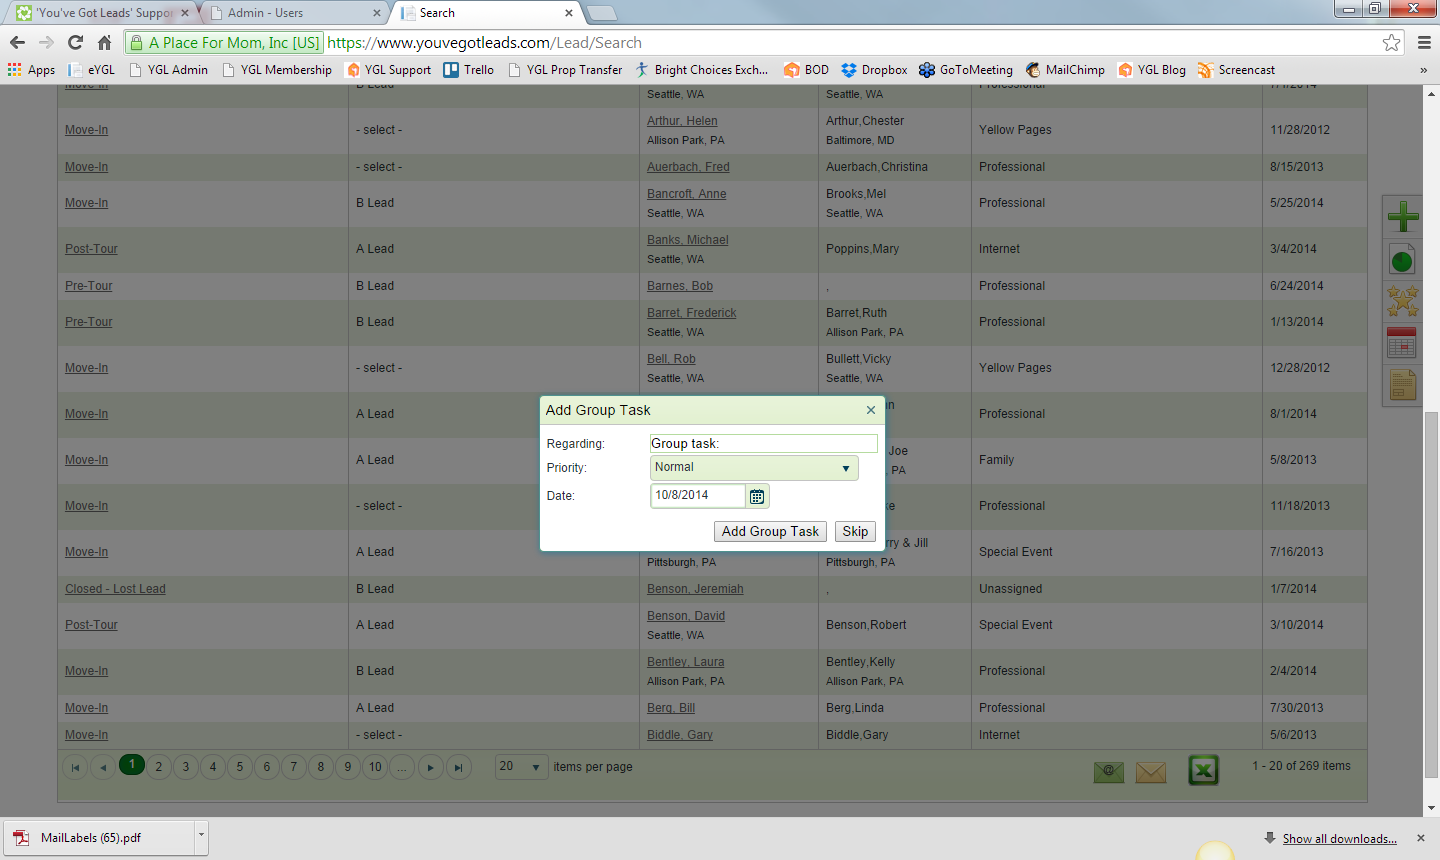 'You've Got Leads' Suppor
Admin - Users
Search
A Place For Mom, Inc [US] https://www.youvegotleads.com/Lead/Search
Apps eYGL YGL Admin YGL Membership YGL Support Trello YGL Prop Transfer Bright Choices Exch... BOD Dropbox GoToMeeting MailChimp YGL Blog Screencast »
Move-In B Lead Seattle, WA Seattle, WA Professional 7/1/2014
Move-In - select - Arthur, Helen Arthur,Chester Yellow Pages 11/28/2012
Allison Park, PA Baltimore, MD
Move-In - select - Auerbach, Fred Auerbach,Christina Professional 8/15/2013
Move-In B Lead Bancroft, Anne Brooks,Mel Professional 5/25/2014
Seattle, WA Seattle, WA
Post-Tour A Lead Banks, Michael Poppins,Mary Internet 3/4/2014
Seattle, WA
Pre-Tour B Lead Barnes, Bob , Professional 6/24/2014
Pre-Tour B Lead Barret, Frederick Barret,Ruth Professional 1/13/2014
Seattle, WA Allison Park, PA
Move-In - select - Bell, Rob Bullett,Vicky Yellow Pages 12/28/2012
Seattle, WA Seattle, WA
Move-In A Lead Professional 8/1/2014
Move-In A Lead Joe Family 5/8/2013
, PA
Move-In - select - Professional 11/18/2013
Move-In A Lead rry & Jill Special Event 7/16/2013
Pittsburgh, PA Pittsburgh, PA
Add Group Task
Regarding: Group task:
Priority: Normal
Date: 10/8/2014
Add Group Task Skip
Closed - Lost Lead B Lead Benson, Jeremiah , Unassigned 1/7/2014
Post-Tour A Lead Benson, David Benson,Robert Special Event 3/10/2014
Seattle, WA
Move-In B Lead Bentley, Laura Bentley,Kelly Professional 2/4/2014
Allison Park, PA Allison Park, PA
Move-In A Lead Berg, Bill Berg,Linda Professional 7/30/2013
Move-In - select - Biddle, Gary Biddle,Gary Internet 5/6/2013
1 2 3 4 5 6 7 8 9 10 ... 20 items per page 1 - 20 of 269 items
MailLabels (65).pdf Show all downloads...